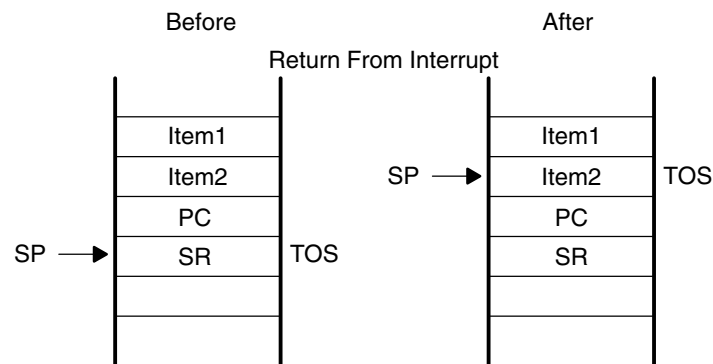 Before After
Return From Interrupt
Item1 Item1
Item2 SP Item2 TOS
PC PC
SP SR TOS SR